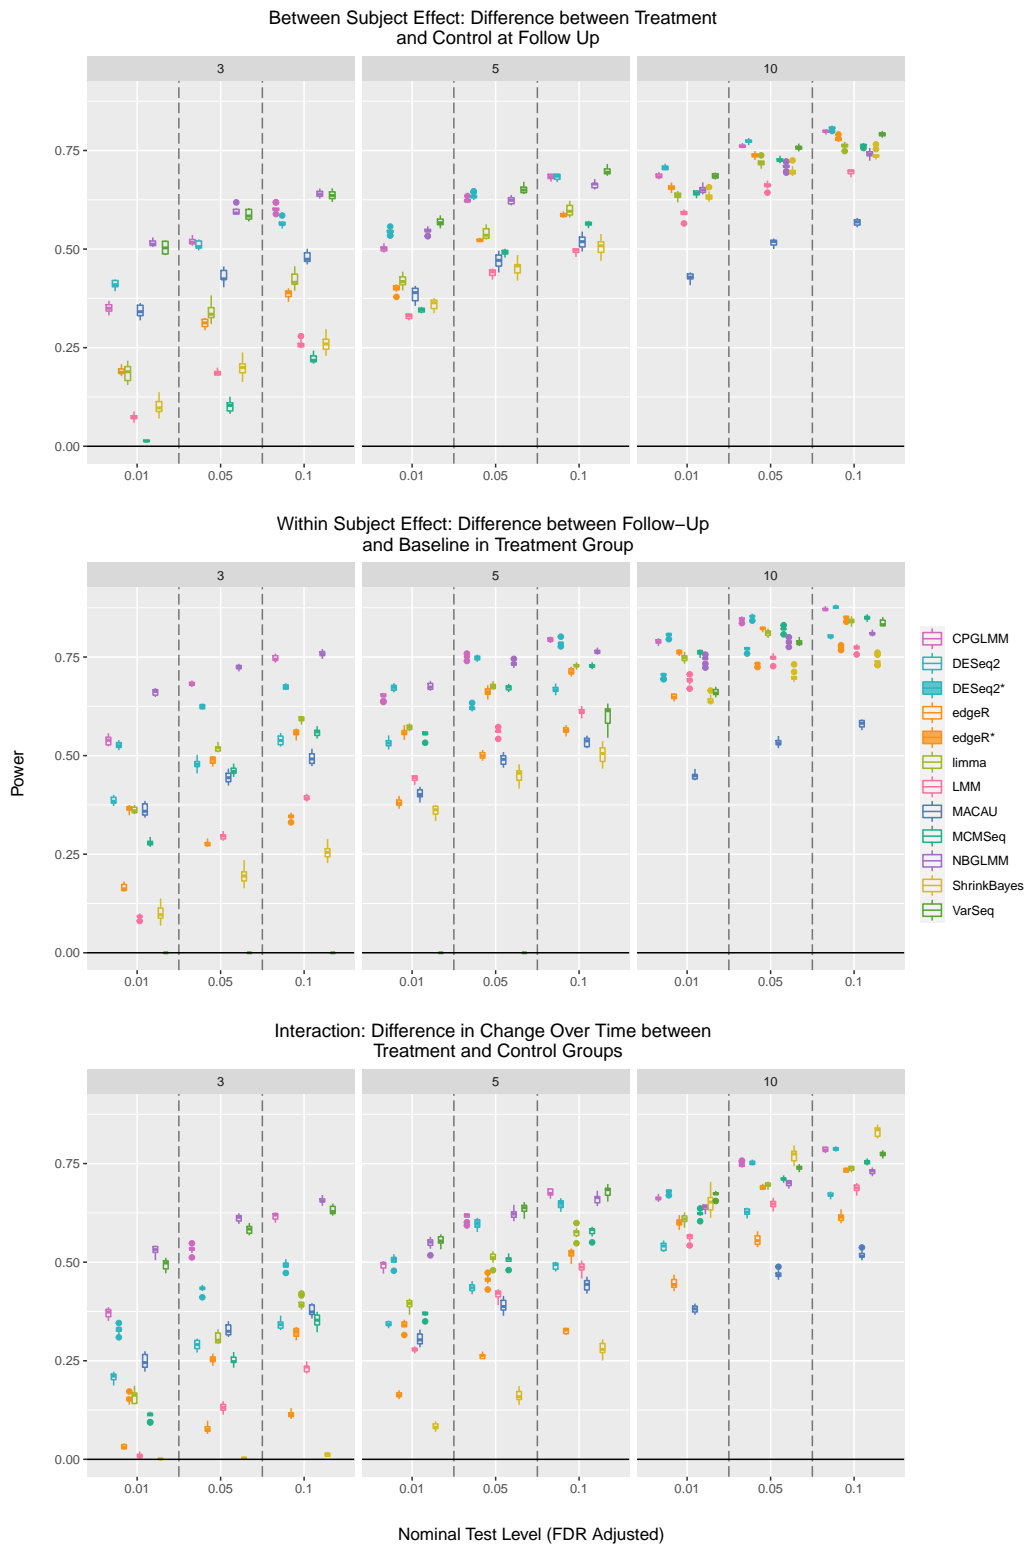 Between Subject Effect: Difference between Treatment
and Control at Follow Up
3
5
10
0.75
0.50
0.25
0.00
0.01
0.05
0.1
0.01
0.05
0.1
0.01
0.05
0.1
Within Subject Effect: Difference between Follow−Up
and Baseline in Treatment Group
3
5
10
0.75
0.50
0.25
0.00
0.01
0.05
0.1
0.01
0.05
0.1
0.01
0.05
0.1
Power
CPGLMM
DESeq2
DESeq2*
edgeR
edgeR*
limma
LMM
MACAU
MCMSeq
NBGLMM
ShrinkBayes
VarSeq
Interaction: Difference in Change Over Time between
Treatment and Control Groups
3
5
10
0.75
0.50
0.25
0.00
0.01
0.05
0.1
0.01
0.05
0.1
0.01
0.05
0.1
Nominal Test Level (FDR Adjusted)